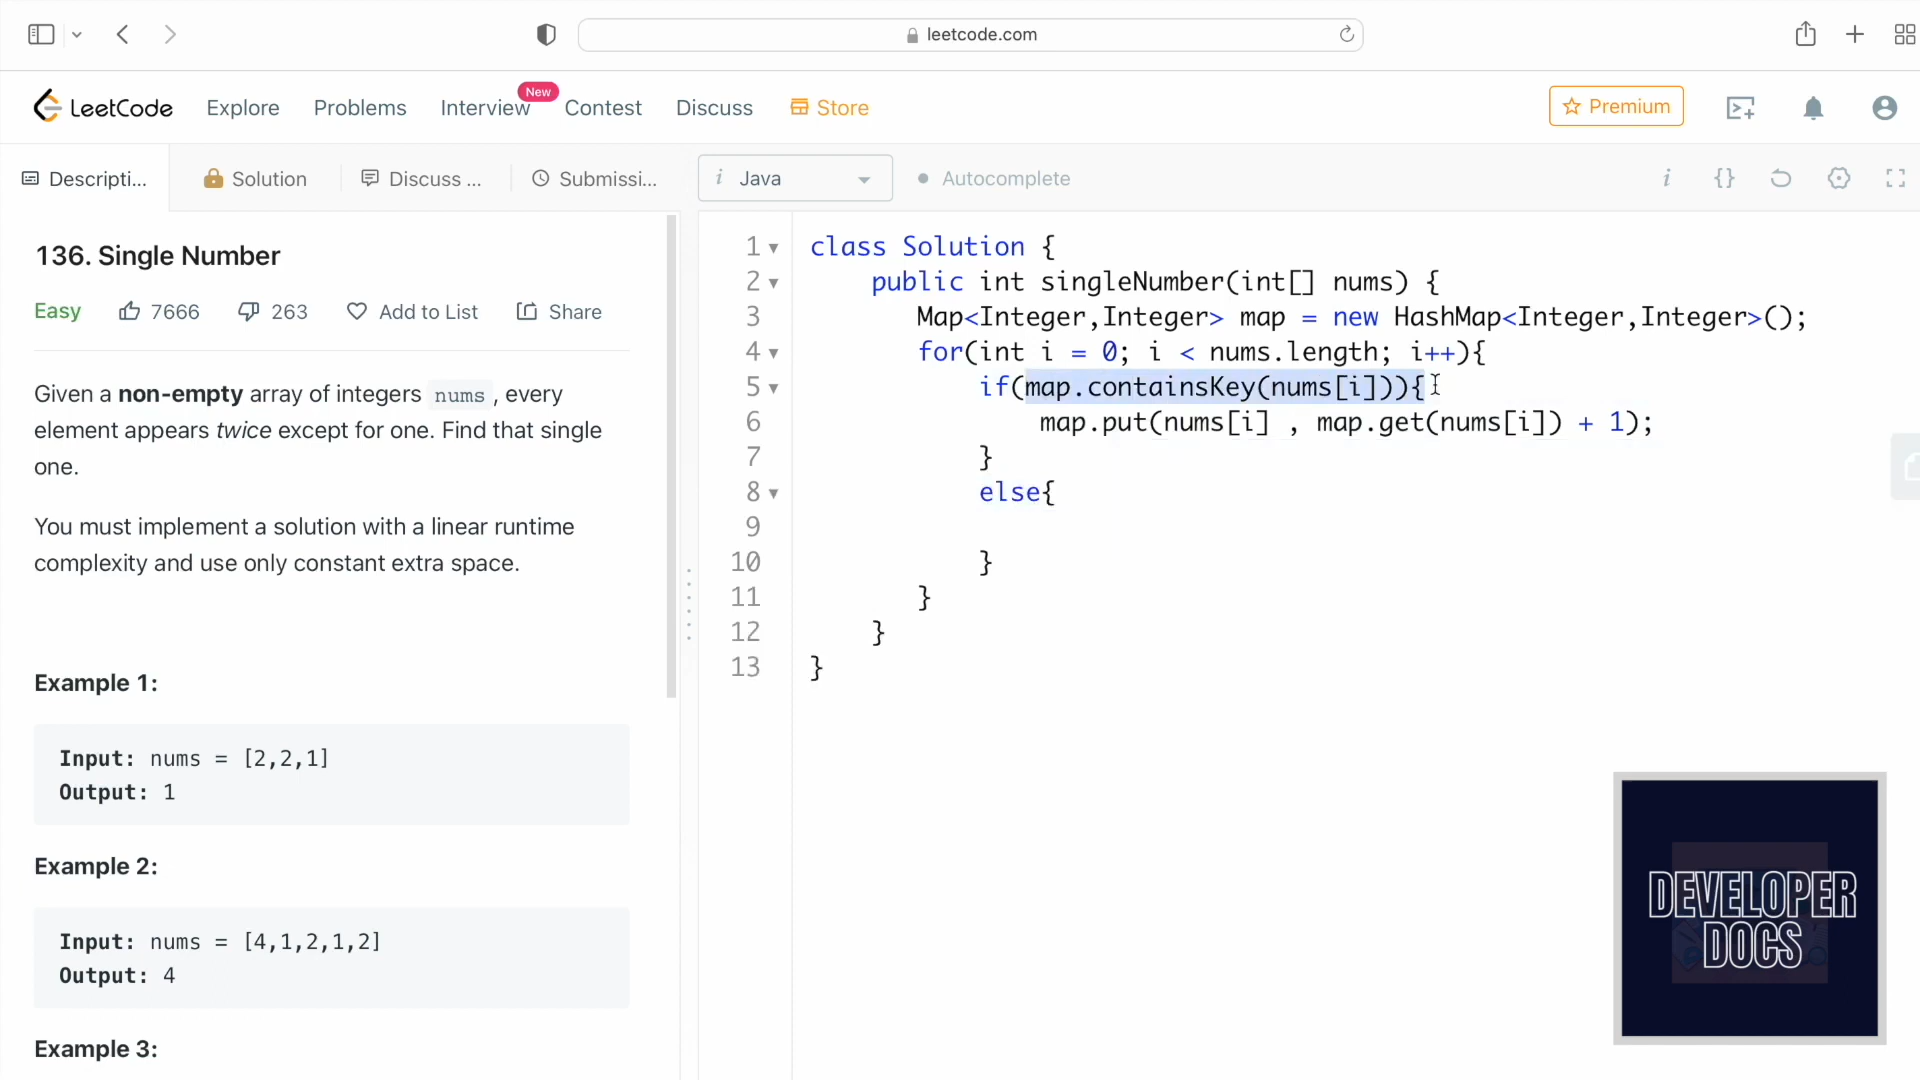 leetcode.com
LeetCode
Explore
Problems
Interview
New
Contest
Discuss
Store
Premium
Descripti...
Solution
Discuss ...
Submissi...
i Java
Autocomplete
i
{}
136. Single Number
Easy
7666
263
Add to List
Share
Given a non-empty array of integers nums, every
element appears twice except for one. Find that single
one.
You must implement a solution with a linear runtime
complexity and use only constant extra space.
Example 1:
Input: nums = [2,2,1]
Output: 1
Example 2:
Input: nums = [4,1,2,1,2]
Output: 4
Example 3:
1 class Solution {
2 public int singleNumber(int[] nums) {
3 Map<Integer,Integer> map = new HashMap<Integer,Integer>();
4 for(int i = 0; i < nums.length; i++){
5 if(map.containsKey(nums[i])){
6 map.put(nums[i] , map.get(nums[i]) + 1);
7 }
8 else{
9
10 }
11 }
12 }
13 }
DEVELOPER
DOCS